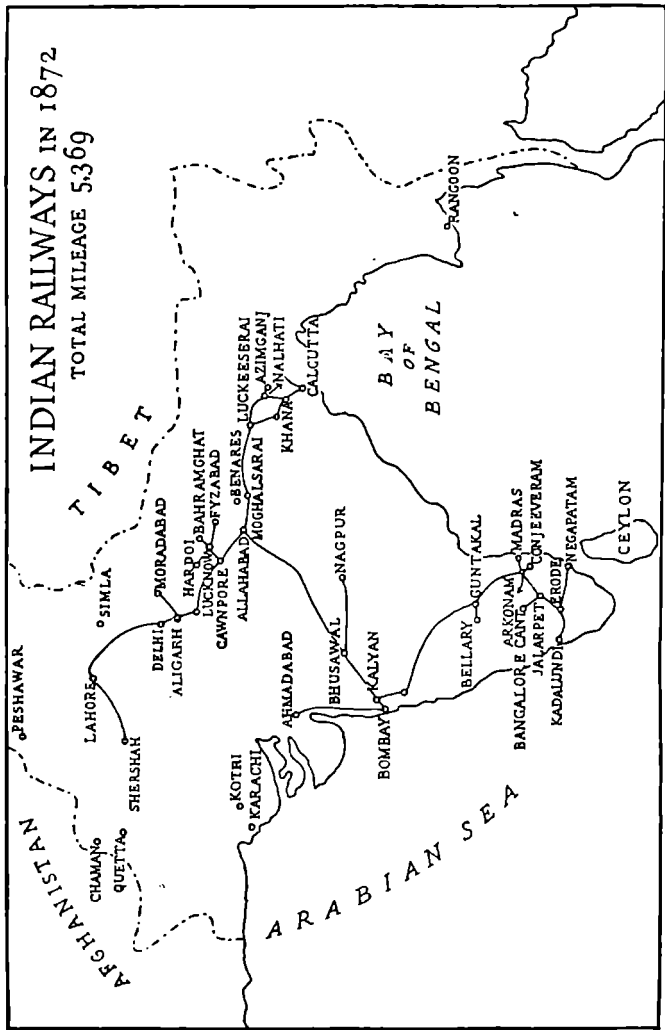 INDIAN RAILWAYS IN 1872
TOTAL MILEAGE 5,369
TIBET
AFGHANISTAN
PESHAWAR
SIMLA
LAHORE
CHAMAN
QUETTA
SHERSHAH
DELHI
MORADABAD
ALIGARH
HARDOI
BAHRAMGHAT
LUCKNOW
FYZABAD
CAWNPORE
ALLAHABAD
BENARES
MOGHALSARAI
LUCKEESERAI
AZIMGANJ
NALHATI
KHANA
CALCUTTA
KOTRI
KARACHI
AHMADABAD
BHUSAWAL
NAGPUR
KALYAN
BOMBAY
BAY
OF
BENGAL
RANGOON
ARABIAN SEA
BELLARY
GUNTAKAL
ARKONAM
MADRAS
CONJEEVERAM
BANGALORE CANT.
JALARPET
ERODE
NEGAPATAM
KADALUNDI
CEYLON